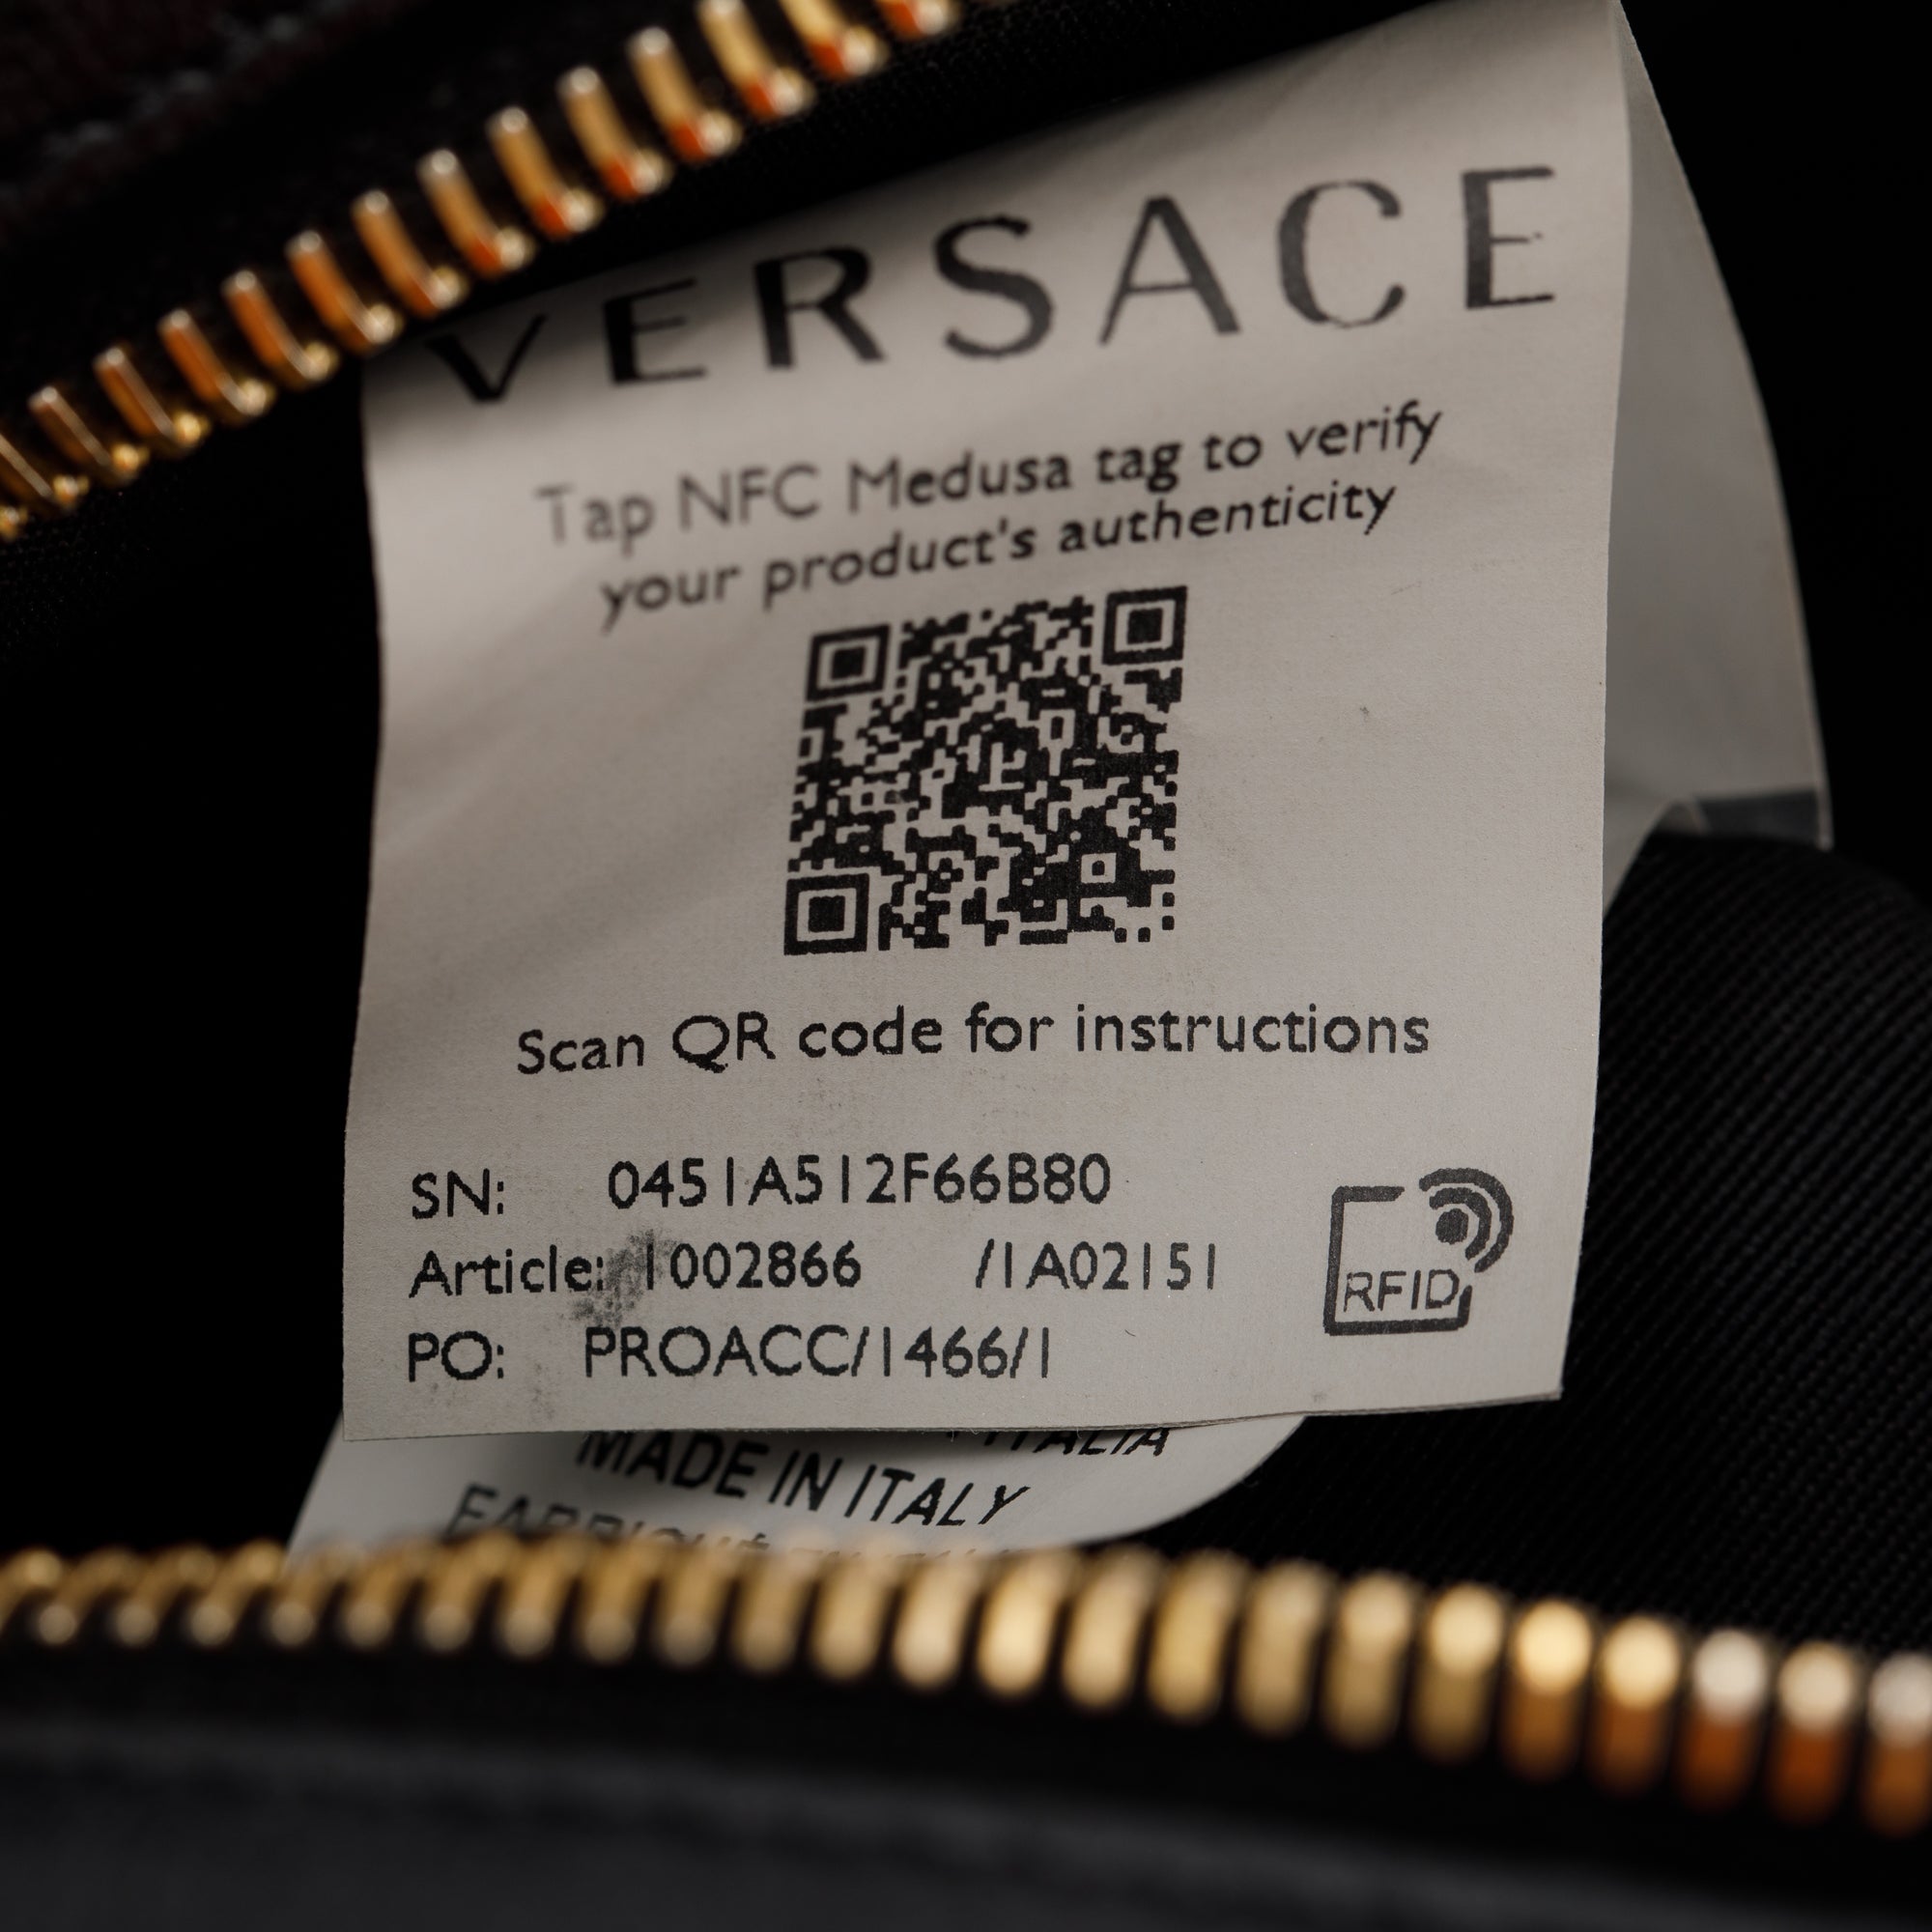 VERSACE
Tap NFC Medusa tag to verify
your product's authenticity
Scan QR code for instructions
SN: 0451A512F66B80
Article: 1002866 /1A02151
PO: PROACC/1466/1
RFID
MADE IN ITALY